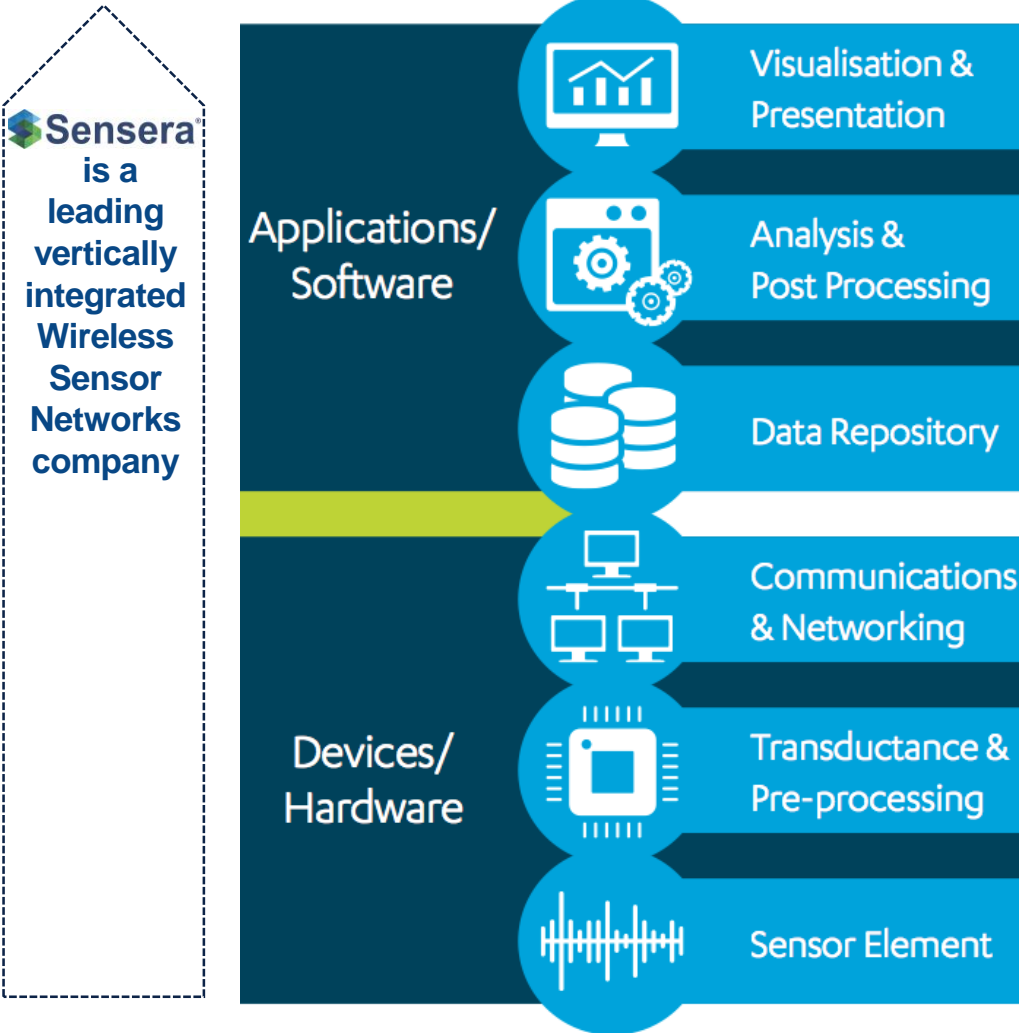 Sensera®
is a
leading
vertically
integrated
Wireless
Sensor
Networks
company
Applications/
Software
Visualisation &
Presentation
Analysis &
Post Processing
Data Repository
Devices/
Hardware
Communications
& Networking
Transductance &
Pre-processing
Sensor Element